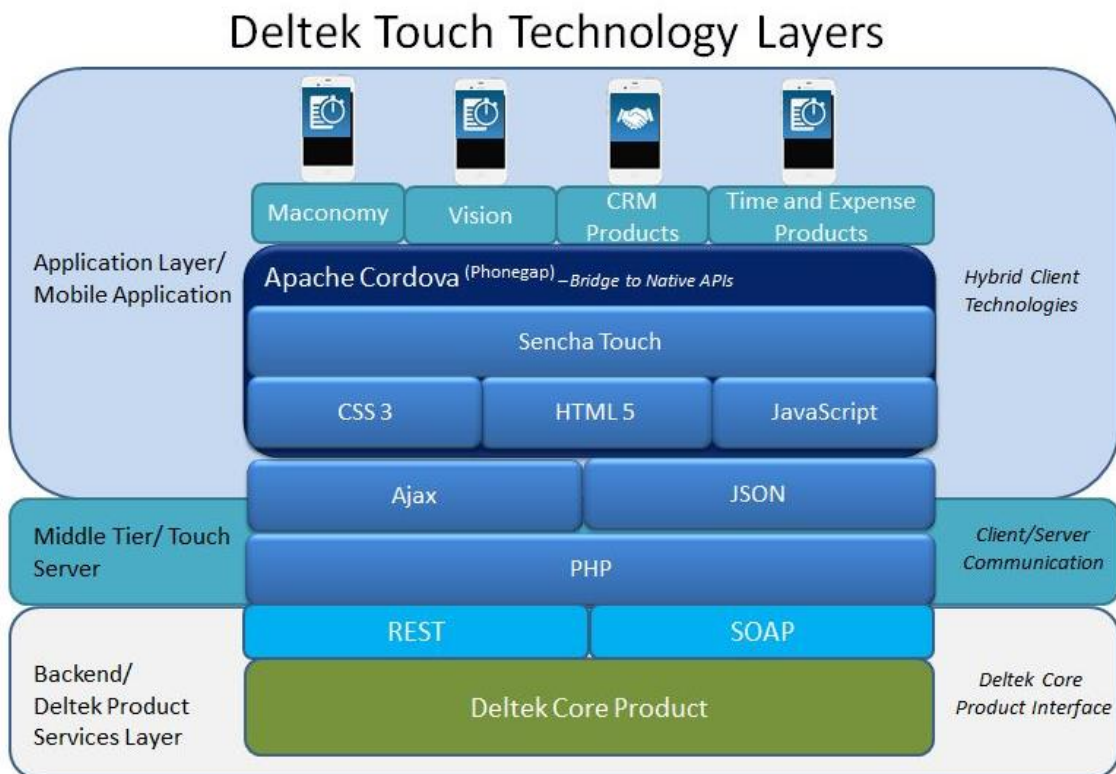 Deltek Touch Technology Layers
Maconomy
Vision
CRM
Products
Time and Expense
Products
Application Layer/
Mobile Application
Apache Cordova (Phonegap) – Bridge to Native APIs
Hybrid Client
Technologies
Sencha Touch
CSS 3
HTML 5
JavaScript
Ajax
JSON
Middle Tier/ Touch
Server
Client/Server
Communication
PHP
REST
SOAP
Backend/
Deltek Product
Services Layer
Deltek Core Product
Deltek Core
Product Interface